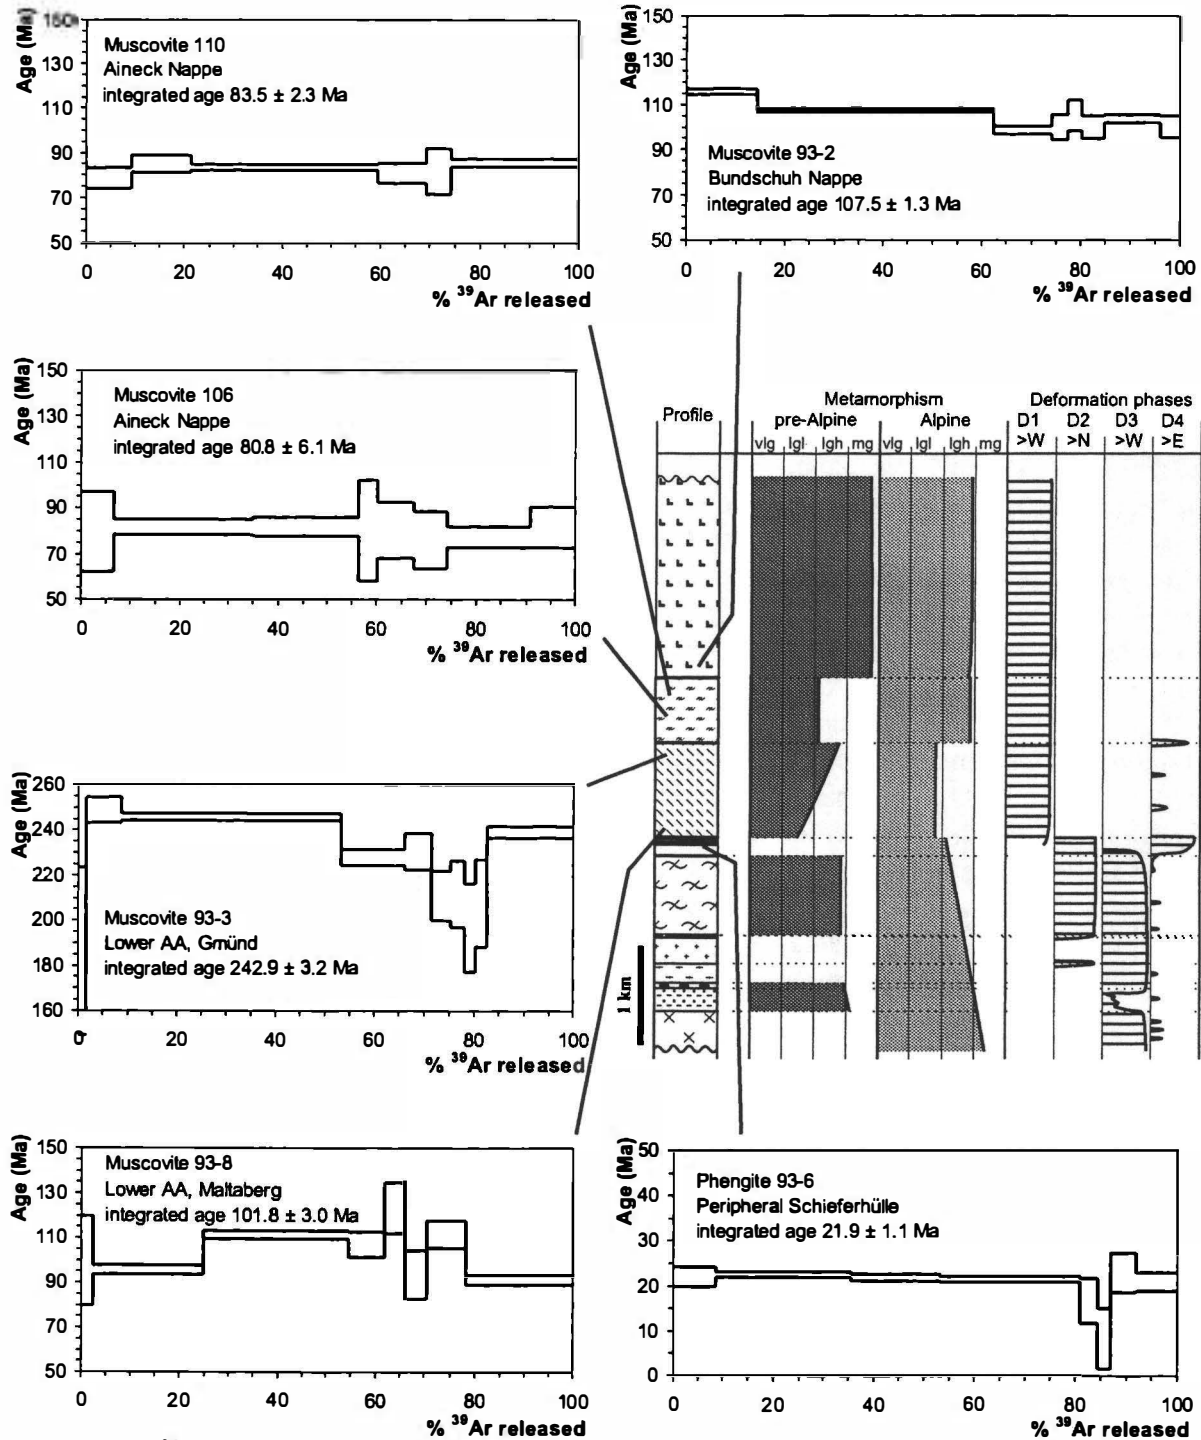 Age (Ma)
150
130
110
90
70
50
Muscovite 110
Aineck Nappe
integrated age 83.5 ± 2.3 Ma
0 20 40 60 80 100
% ³⁹Ar released
Age (Ma)
150
130
110
90
70
50
Muscovite 93-2
Bundschuh Nappe
integrated age 107.5 ± 1.3 Ma
0 20 40 60 80 100
% ³⁹Ar released
Age (Ma)
150
130
110
90
70
50
Muscovite 106
Aineck Nappe
integrated age 80.8 ± 6.1 Ma
0 20 40 60 80 100
% ³⁹Ar released
Metamorphism
Deformation phases
Profile
pre-Alpine
Alpine
D1 D2 D3 D4
>W >N >W >E
vlg lgl lgh mg vlg lgl lgh mg
1 km
Age (Ma)
260
240
220
200
180
160
Muscovite 93-3
Lower AA, Gmünd
integrated age 242.9 ± 3.2 Ma
0 20 40 60 80 100
% ³⁹Ar released
Age (Ma)
150
130
110
90
70
50
Muscovite 93-8
Lower AA, Maltaberg
integrated age 101.8 ± 3.0 Ma
0 20 40 60 80 100
% ³⁹Ar released
Age (Ma)
50
40
30
20
10
0
Phengite 93-6
Peripheral Schieferhülle
integrated age 21.9 ± 1.1 Ma
0 20 40 60 80 100
% ³⁹Ar released